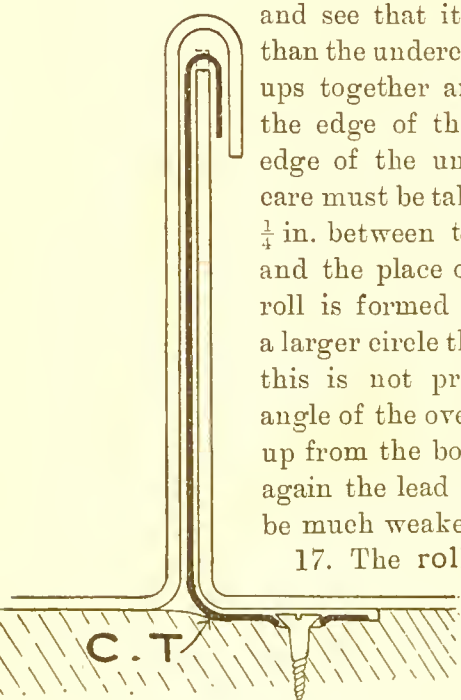 and see that it
than the underc
ups together a
the edge of th
edge of the un
care must be tak
¼ in. between t
and the place o
roll is formed
a larger circle th
this is not pr
angle of the ove
up from the bo
again the lead
be much weake
17. The rol
C.T